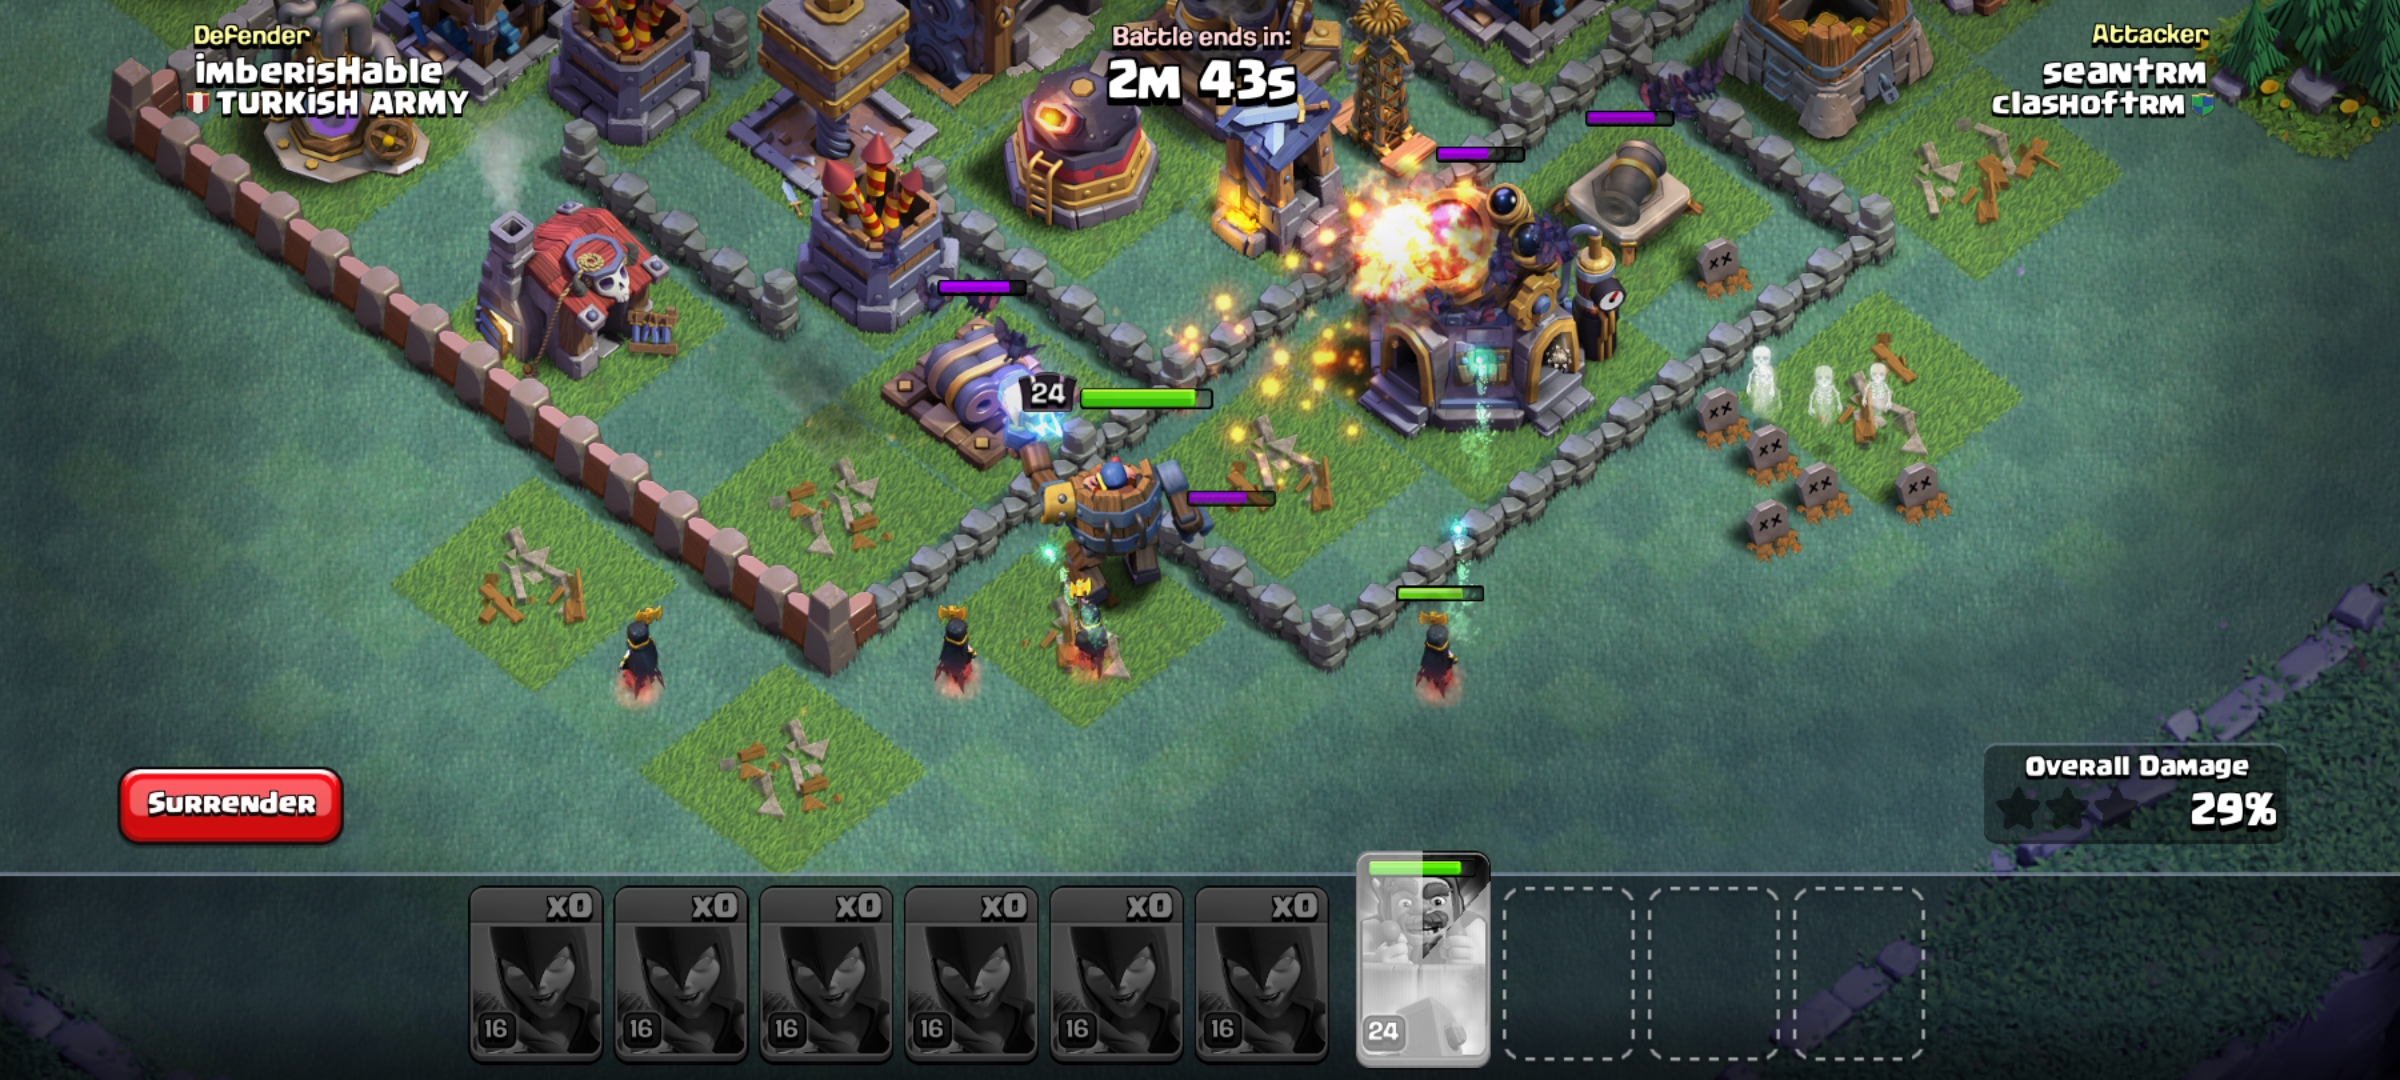 Defender
imberisHable
TURKISH ARMY
Battle ends in:
2M 43s
Attacker
seantrm
clashoftrm
24
Surrender
Overall Damage
29%
x0
x0
x0
x0
x0
x0
16
16
16
16
16
16
24